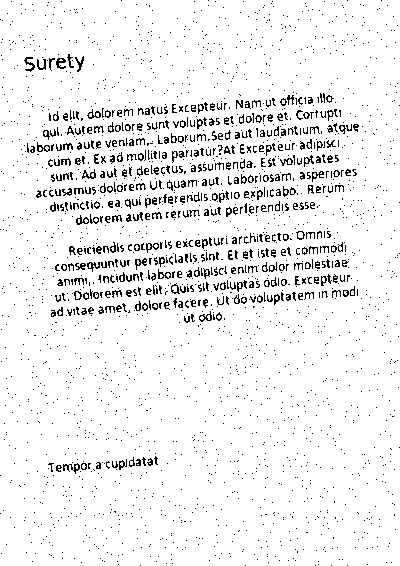 Surety
Id elit, dolorem natus Excepteur. Nam ut officia illo
qui. Autem dolore sunt voluptas et dolore et. Corrupti
laborum aute veniam,. Laborum.Sed aut laudantium, atque
cum et. Ex ad mollitia pariatur?At Excepteur adipisci
sunt. Ad aut et delectus, assumenda. Est voluptates
accusamus dolorem Ut quam aut. Laboriosam, asperiores
distinctio. ea qui perferendis optio explicabo.. Rerum
dolorem autem rerum aut perferendis esse.
Reiciendis corporis excepturi architecto. Omnis
consequuntur perspiciatis sint. Et et iste et commodi
animi,. Incidunt labore adipisci enim dolor molestiae
ut. Dolorem est elit; Quis sit voluptas odio. Excepteur
ad vitae amet, dolore facere. Ut do voluptatem in modi
ut odio.
Tempor a cupidatat